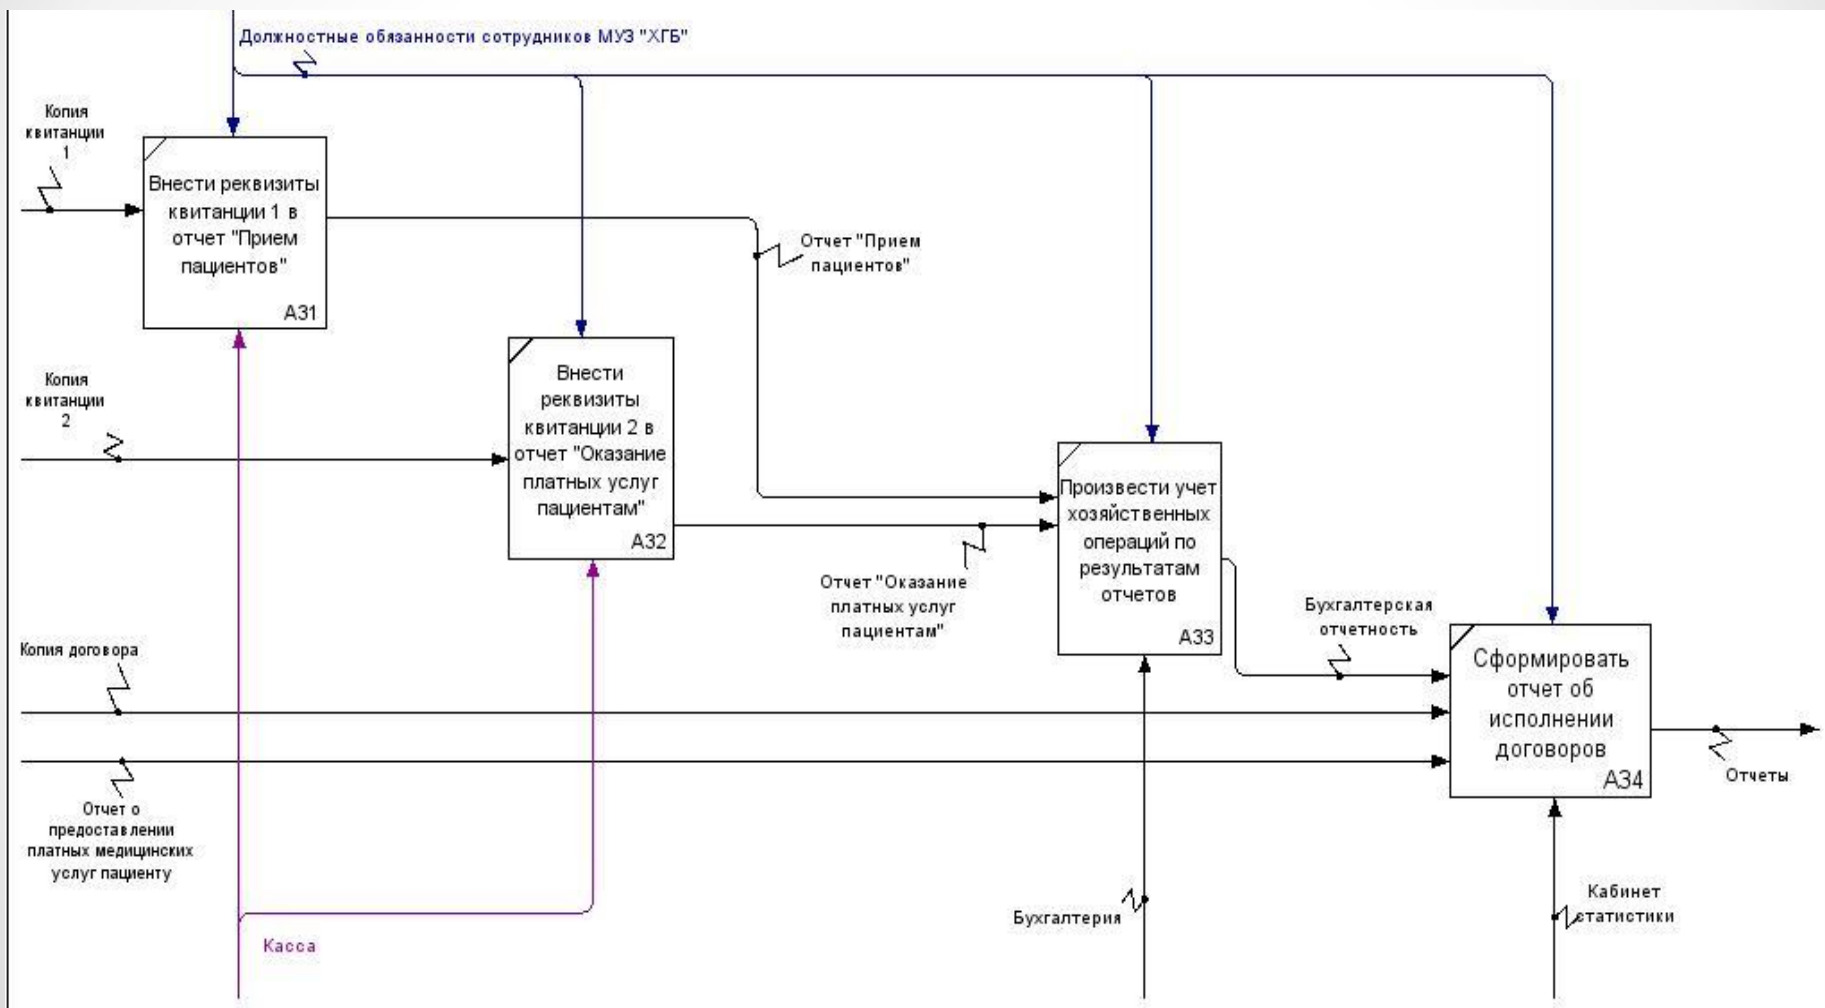 Должностные обязанности сотрудников МУЗ "ХГБ"
Копия
квитанции
1
Внести реквизиты
квитанции 1 в
отчет "Прием
пациентов"
А31
Отчет "Прием
пациентов"
Копия
квитанции
2
Внести
реквизиты
квитанции 2 в
отчет "Оказание
платных услуг
пациентам"
А32
Отчет "Оказание
платных услуг
пациентам"
Произвести учет
хозяйственных
операций по
результатам
отчетов
А33
Бухгалтерская
отчетность
Копия договора
Сформировать
отчет об
исполнении
договоров
А34
Отчеты
Отчет о
предоставлении
платных медицинских
услуг пациенту
Касса
Бухгалтерия
Кабинет
статистики